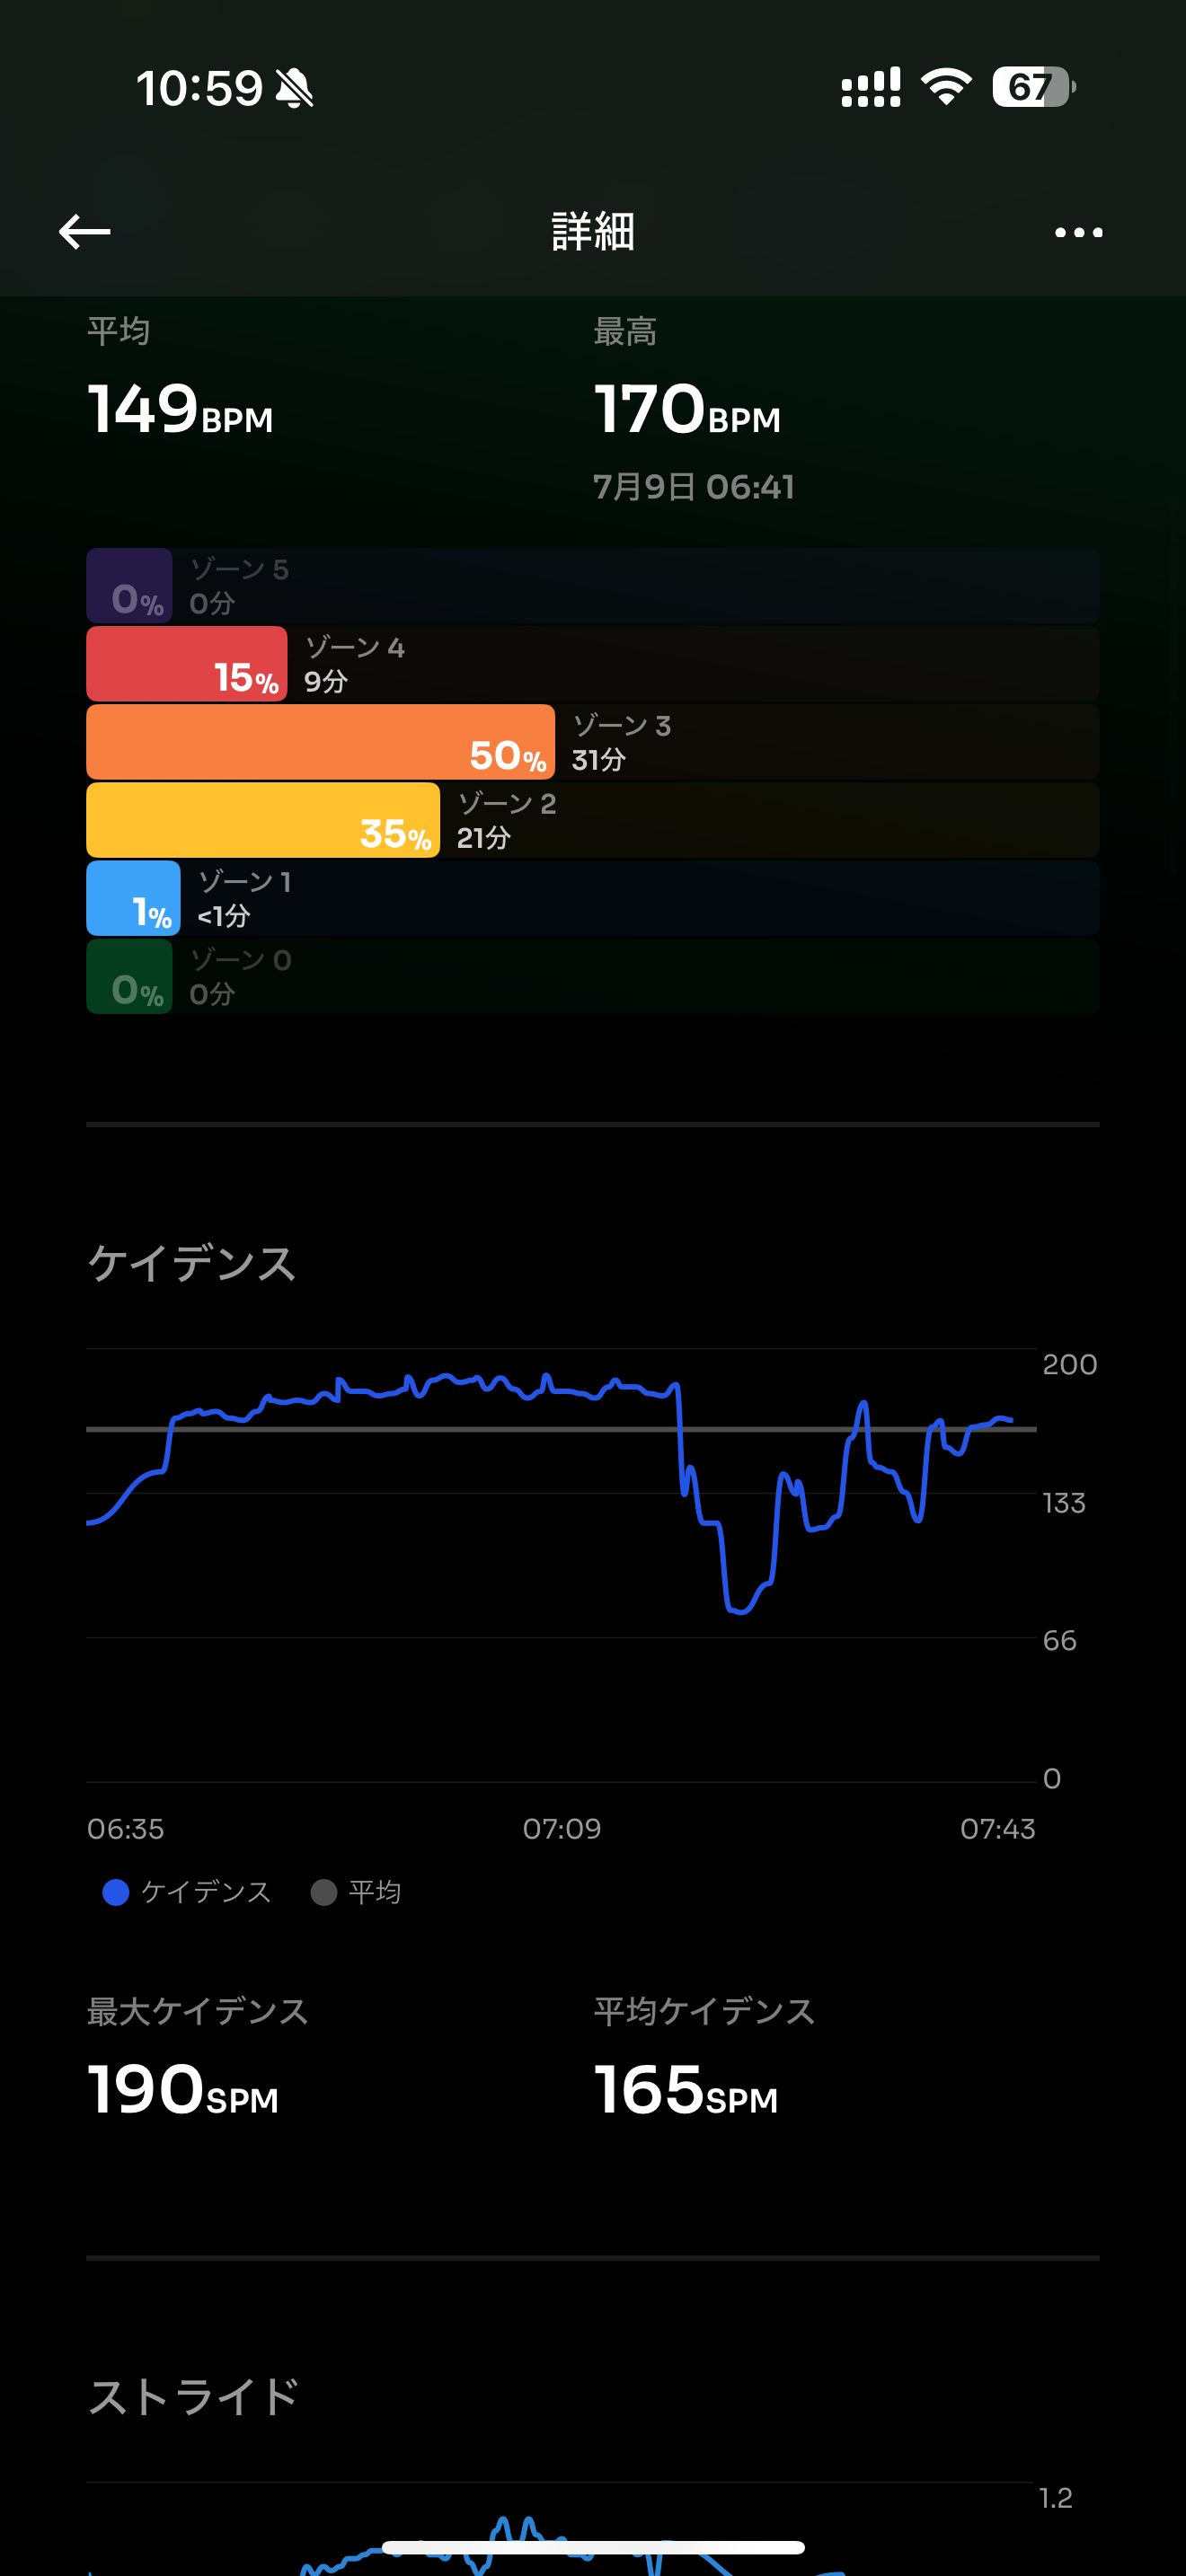 10:59
67
詳細
平均
最高
149BPM
170BPM
7月9日 06:41
ゾーン 5
0%
0分
ゾーン 4
15%
9分
ゾーン 3
50%
31分
ゾーン 2
35%
21分
ゾーン 1
1%
<1分
ゾーン 0
0%
0分
ケイデンス
200
133
66
0
06:35
07:09
07:43
ケイデンス
平均
最大ケイデンス
平均ケイデンス
190SPM
165SPM
ストライド
1.2